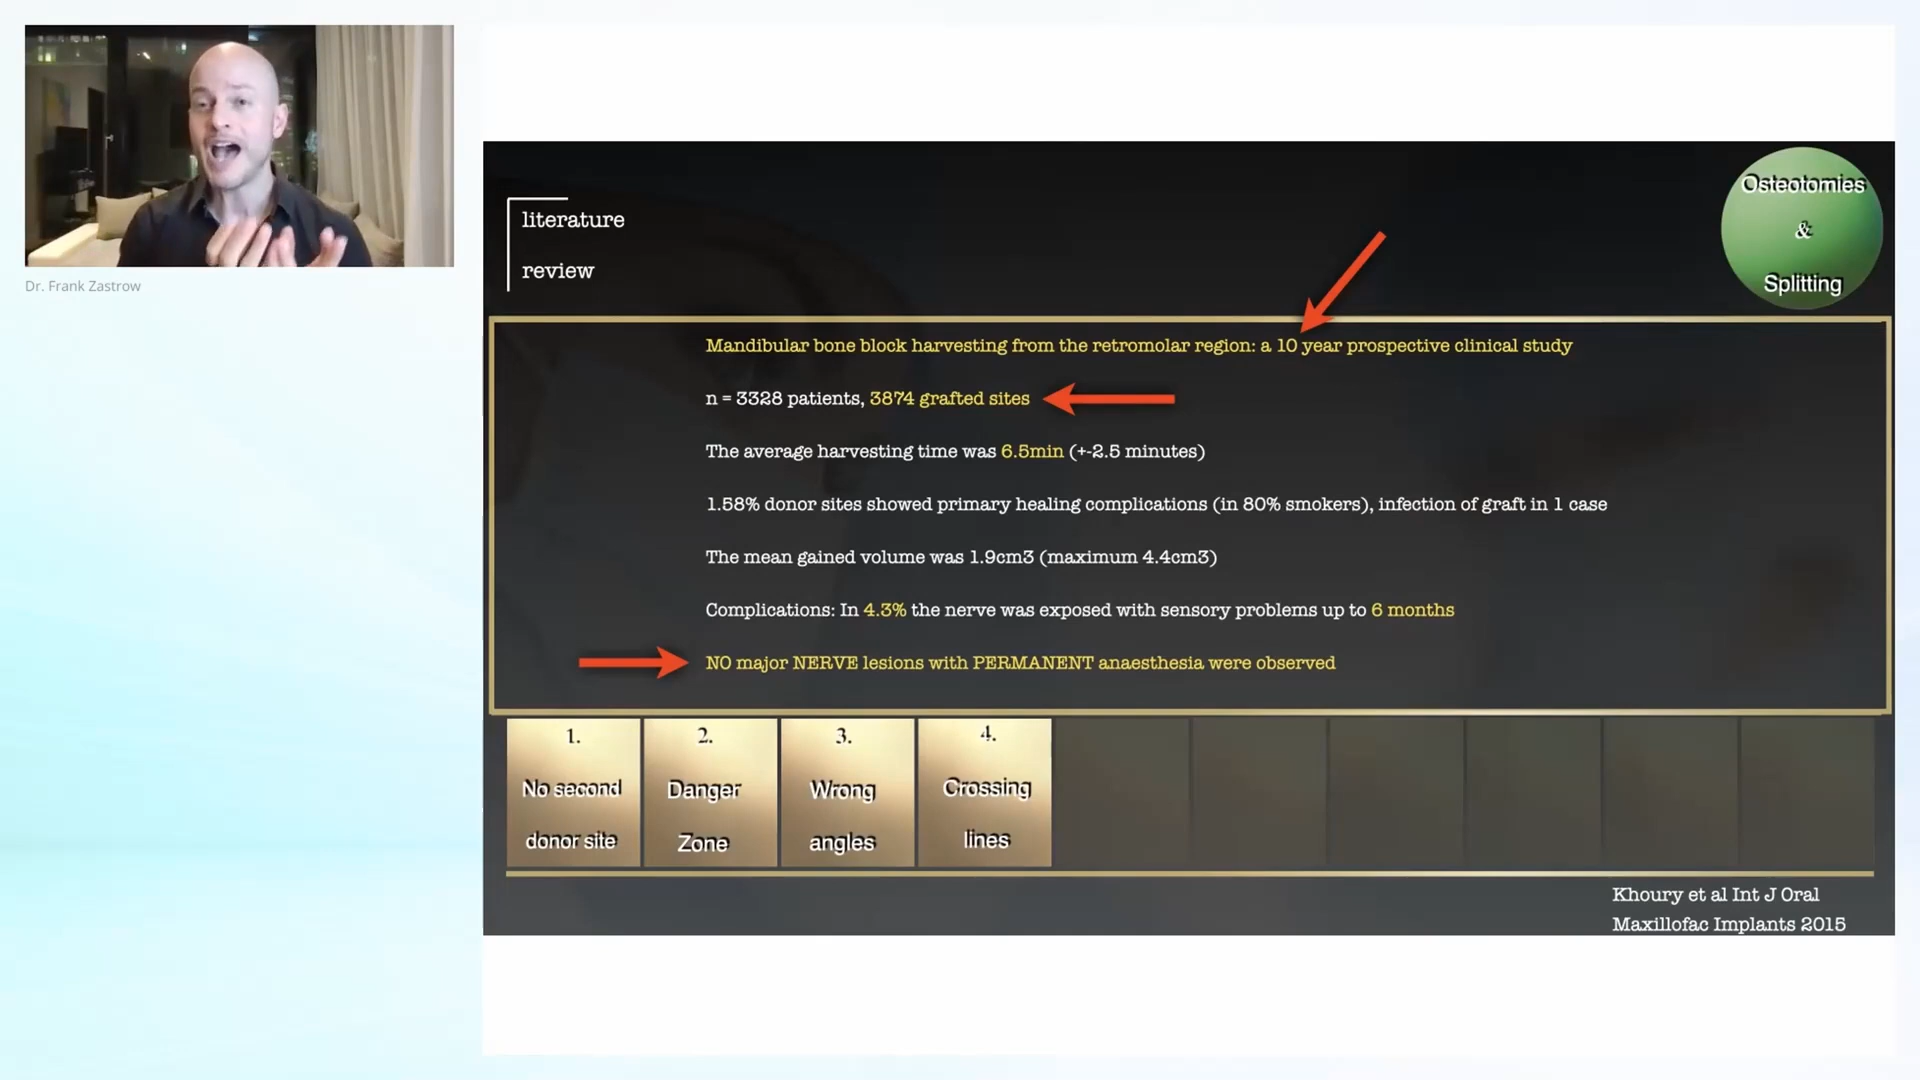 Dr. Frank Zastrow
literature
review
Osteotomies
&
Splitting
Mandibular bone block harvesting from the retromolar region: a 10 year prospective clinical study
n = 3328 patients, 3874 grafted sites
The average harvesting time was 6.5min (+-2.5 minutes)
1.58% donor sites showed primary healing complications (in 80% smokers), infection of graft in 1 case
The mean gained volume was 1.9cm3 (maximum 4.4cm3)
Complications: In 4.3% the nerve was exposed with sensory problems up to 6 months
NO major NERVE lesions with PERMANENT anaesthesia were observed
1.
No second
donor site
2.
Danger
Zone
3.
Wrong
angles
4.
Crossing
lines
Khoury et al Int J Oral
Maxillofac Implants 2015